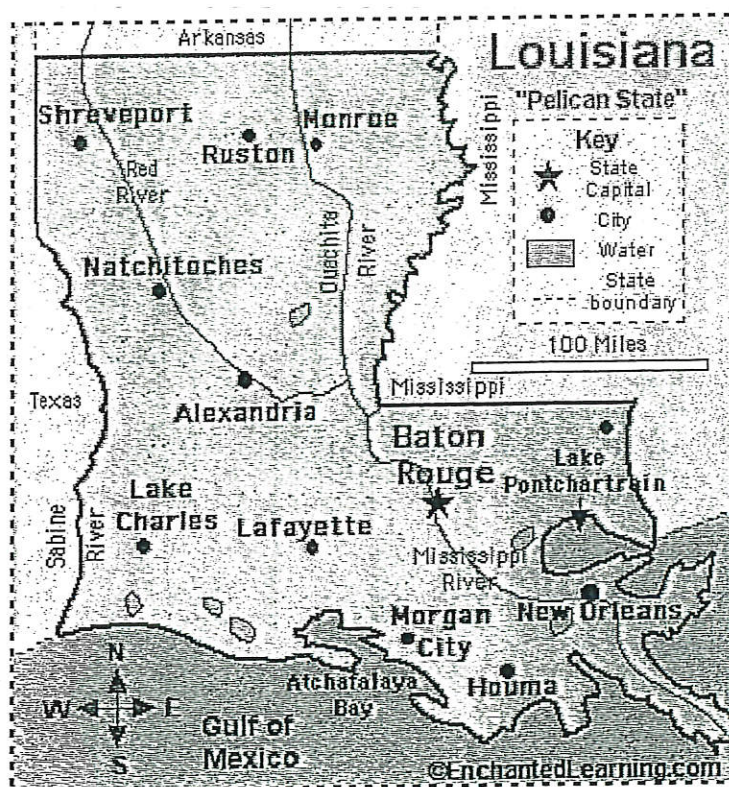 Arkansas
Louisiana
"Pelican State"
Key
State
Capital
City
Water
State
boundary
100 Miles
Shreveport
Ruston
Monroe
Mississippi
Red
River
Ouachita
River
Natchitoches
Alexandria
Mississippi
Texas
Baton
Rouge
Lake
Pontchartrain
Lake
Charles
Lafayette
Sabine
River
Mississippi
River
New Orleans
Morgan
City
Houma
Atchafalaya
Bay
N
W E
S
Gulf of
Mexico
©EnchantedLearning.com